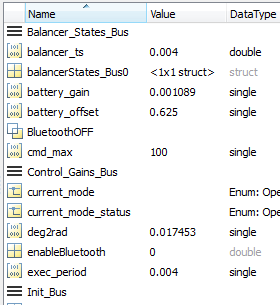 Name Value DataType
Balancer_States_Bus
balancer_ts 0.004 double
balancerStates_Bus0 <1x1 struct> struct
battery_gain 0.001089 single
battery_offset 0.625 single
BluetoothOFF
cmd_max 100 single
Control_Gains_Bus
current_mode Enum: Ope
current_mode_status Enum: Ope
deg2rad 0.017453 single
enableBluetooth 0 double
exec_period 0.004 single
Init_Bus